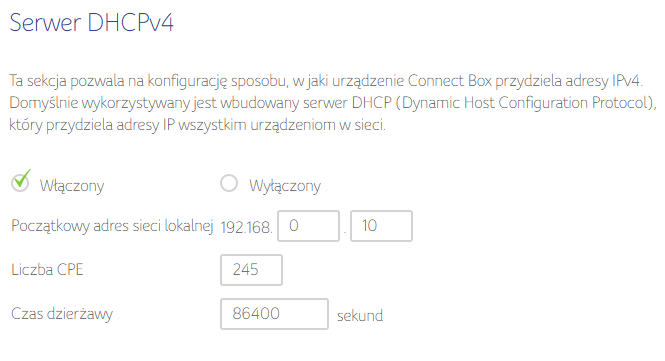 Serwer DHCPv4
Ta sekcja pozwala na konfigurację sposobu, w jaki urządzenie Connect Box przydziela adresy IPv4.
Domyślnie wykorzystywany jest wbudowany serwer DHCP (Dynamic Host Configuration Protocol),
który przydziela adresy IP wszystkim urządzeniom w sieci.
Włączony Wyłączony
Początkowy adres sieci lokalnej 192.168. 0 . 10
Liczba CPE 245
Czas dzierżawy 86400 sekund